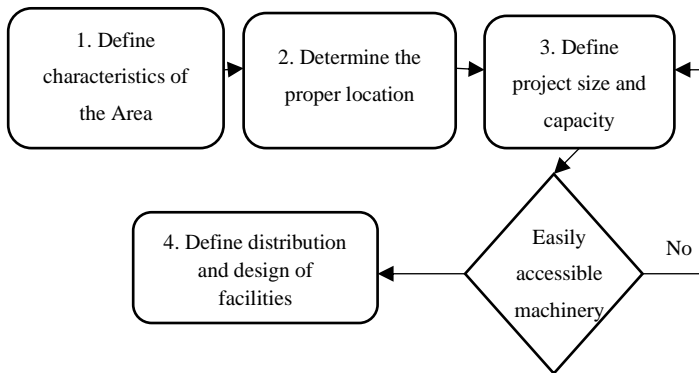 1. Define
characteristics of
the Area
2. Determine the
proper location
3. Define
project size and
capacity
Easily
accessible
machinery
No
4. Define distribution
and design of
facilities